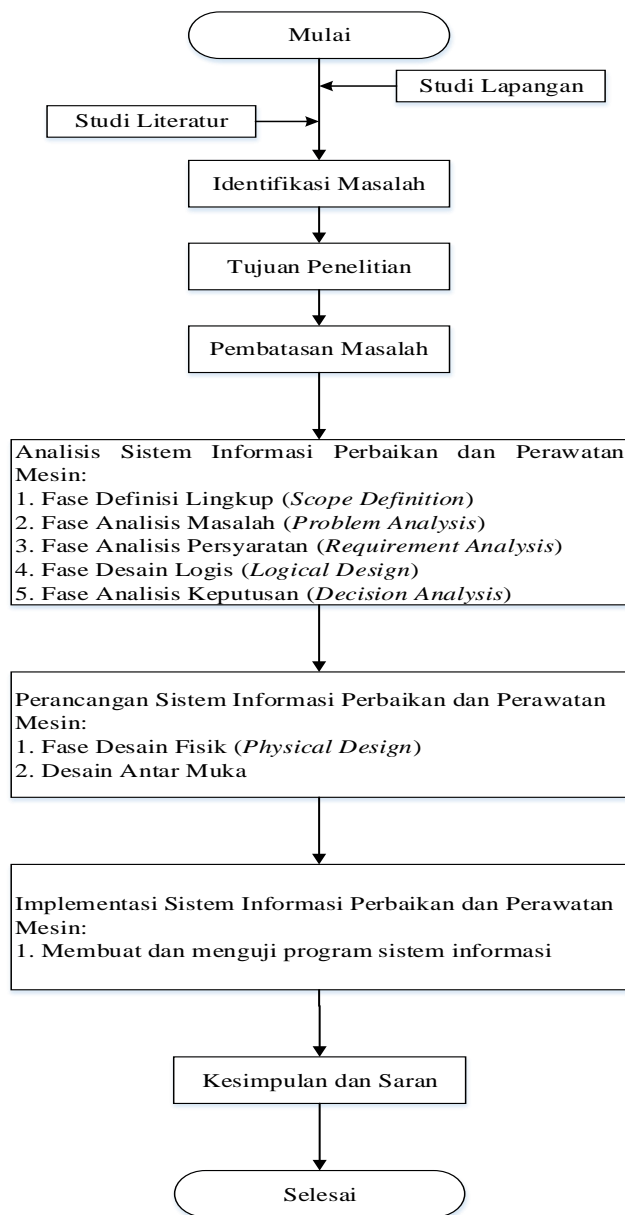 Mulai
Studi Lapangan
Studi Literatur
Identifikasi Masalah
Tujuan Penelitian
Pembatasan Masalah
Analisis Sistem Informasi Perbaikan dan Perawatan
Mesin:
1. Fase Definisi Lingkup (Scope Definition)
2. Fase Analisis Masalah (Problem Analysis)
3. Fase Analisis Persyaratan (Requirement Analysis)
4. Fase Desain Logis (Logical Design)
5. Fase Analisis Keputusan (Decision Analysis)
Perancangan Sistem Informasi Perbaikan dan Perawatan
Mesin:
1. Fase Desain Fisik (Physical Design)
2. Desain Antar Muka
Implementasi Sistem Informasi Perbaikan dan Perawatan
Mesin:
1. Membuat dan menguji program sistem informasi
Kesimpulan dan Saran
Selesai